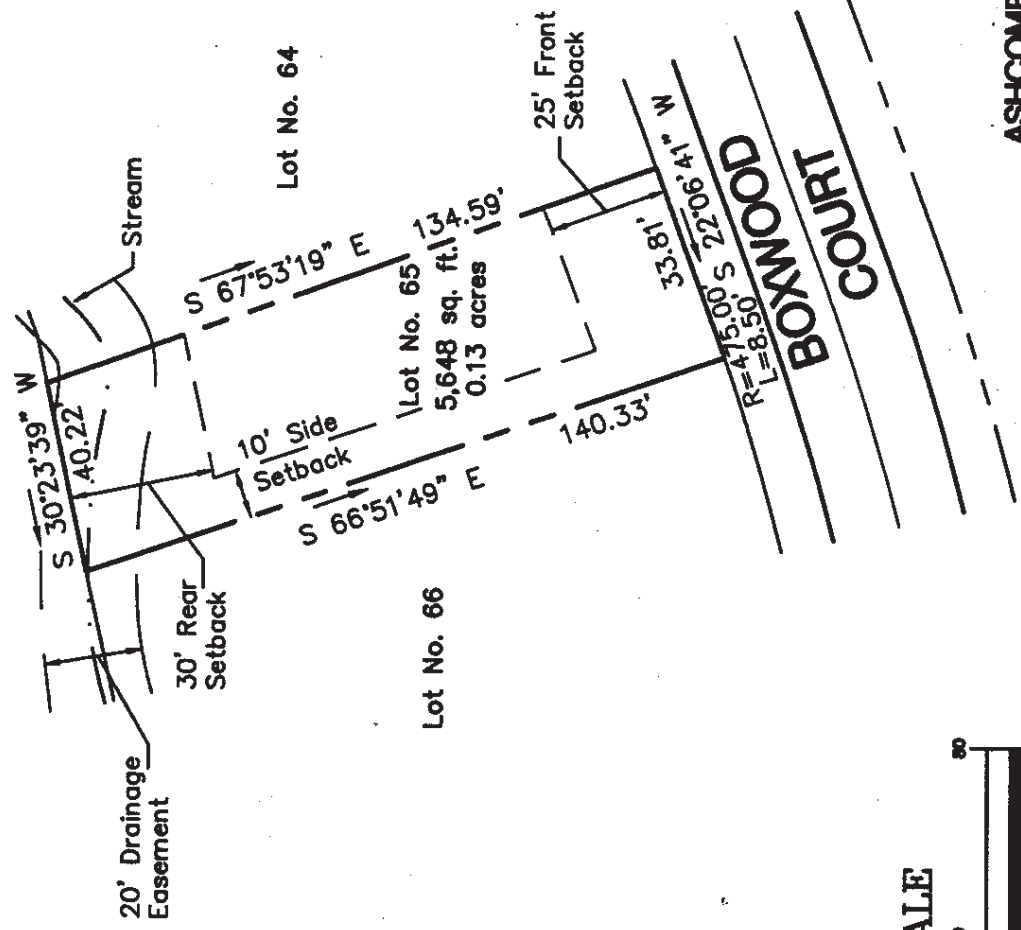 Lot No. 64
Stream
25' Front
Setback
S 30°23'39" W
40.22
S 67°53'19" E
134.59'
Lot No. 65
5,648 sq. ft.
0.13 acres
10' Side
Setback
S 66°51'49" E
140.33'
33.81'
S 22°06'41" W
R=475.00'
L=8.50'
BOXWOOD
COURT
30' Rear
Setback
Lot No. 66
20' Drainage
Easement
80